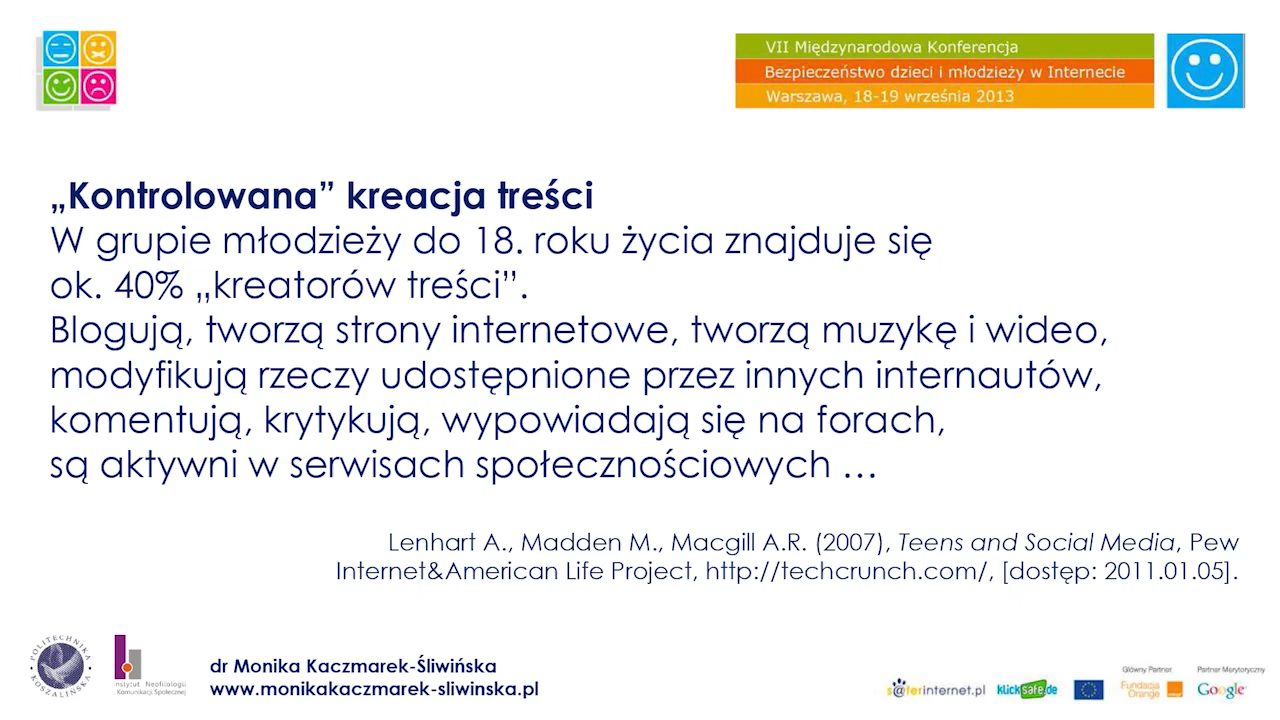 VII Międzynarodowa Konferencja
Bezpieczeństwo dzieci i młodzieży w Internecie
Warszawa, 18-19 września 2013
„Kontrolowana” kreacja treści
W grupie młodzieży do 18. roku życia znajduje się
ok. 40% „kreatorów treści”.
Blogują, tworzą strony internetowe, tworzą muzykę i wideo,
modyfikują rzeczy udostępnione przez innych internautów,
komentują, krytykują, wypowiadają się na forach,
są aktywni w serwisach społecznościowych …
Lenhart A., Madden M., Macgill A.R. (2007), Teens and Social Media, Pew
Internet&American Life Project, http://techcrunch.com/, [dostęp: 2011.01.05].
POLITECHNIKA KOSZALIŃSKA
Instytut Neofilologii
Komunikacji Społecznej
dr Monika Kaczmarek-Śliwińska
www.monikakaczmarek-sliwinska.pl
s@ferinternet.pl
klicksafe.de
Główny Partner
Fundacja
Orange
Partner Merytoryczny
Google